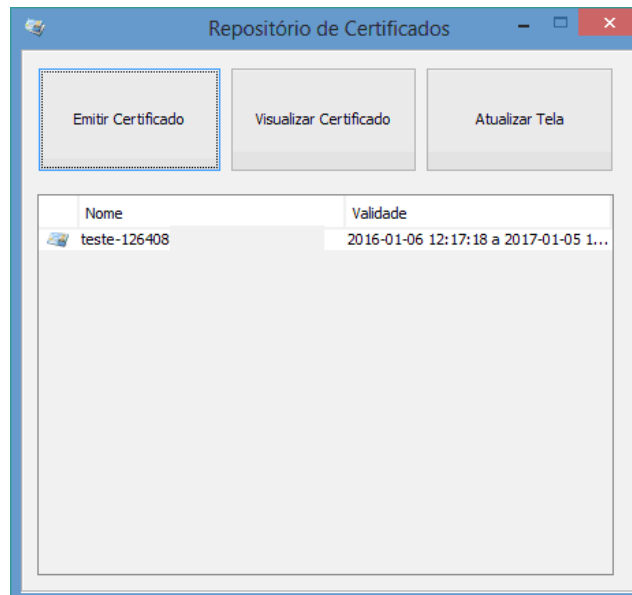 Repositório de Certificados
Emitir Certificado Visualizar Certificado Atualizar Tela
Nome Validade
teste-126408 2016-01-06 12:17:18 a 2017-01-05 1...